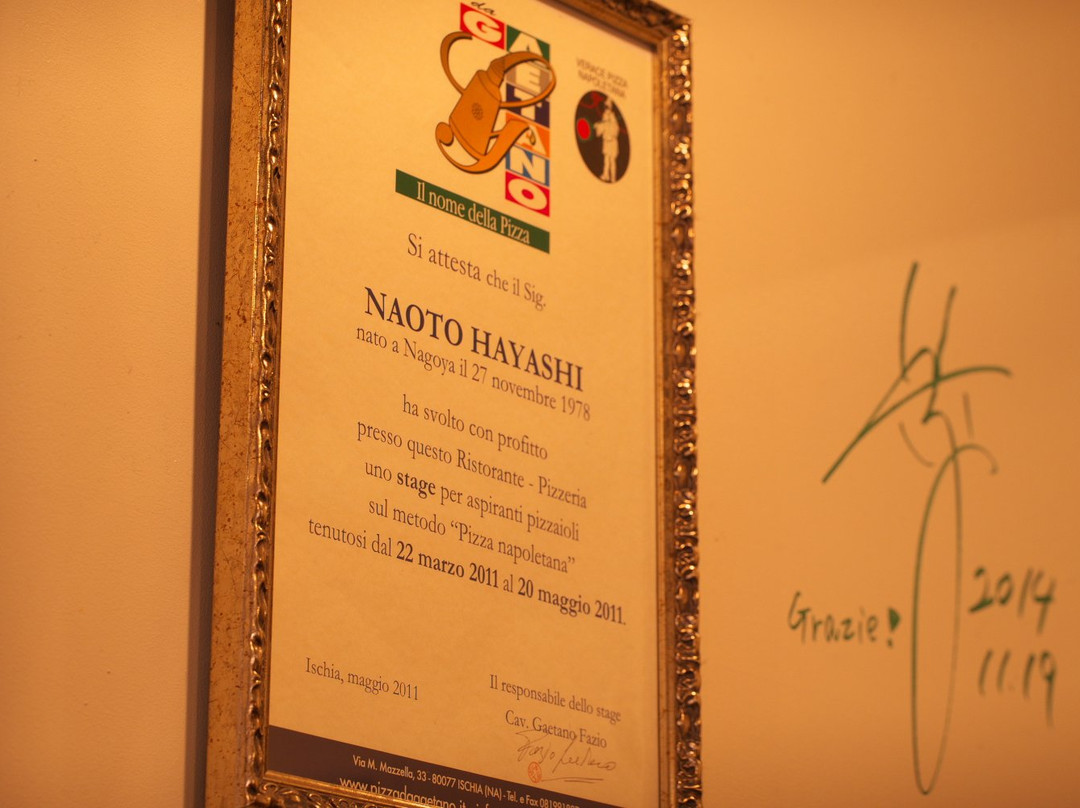 da
GAETANO
VERACE PIZZA
NAPOLETANA
Il nome della Pizza
Si attesta che il Sig.
NAOTO HAYASHI
nato a Nagoya il 27 novembre 1978
ha svolto con profitto
presso questo Ristorante - Pizzeria
uno stage per aspiranti pizzaioli
sul metodo “Pizza napoletana”
tenutosi dal 22 marzo 2011 al 20 maggio 2011.
Ischia, maggio 2011
Il responsabile dello stage
Cav. Gaetano Fazio
Via M. Mazzella, 33 - 80077 ISCHIA (NA) - Tel. e Fax
www.pizzadagaetano.it
Grazie!
2014
11.19